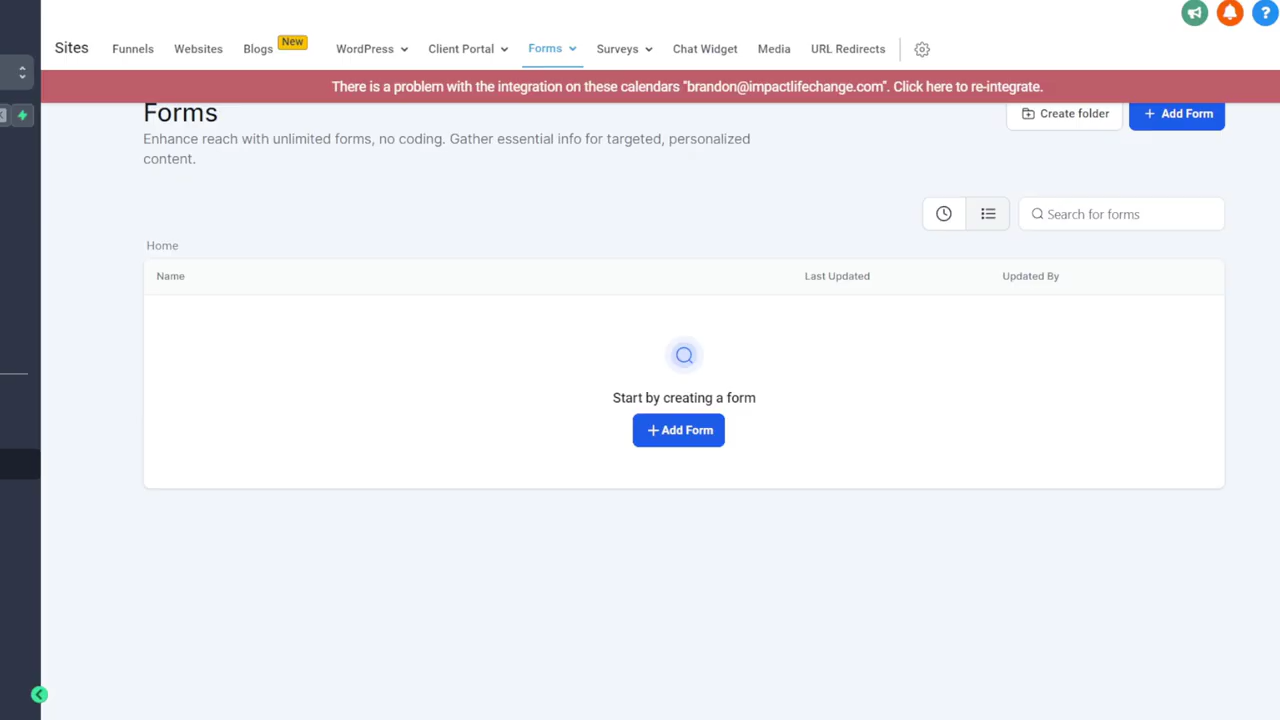 Sites Funnels Websites Blogs New WordPress Client Portal Forms Surveys Chat Widget Media URL Redirects
There is a problem with the integration on these calendars "brandon@impactlifechange.com". Click here to re-integrate.
Forms
Create folder
+ Add Form
Enhance reach with unlimited forms, no coding. Gather essential info for targeted, personalized
content.
Search for forms
Home
Name Last Updated Updated By
Start by creating a form
+ Add Form